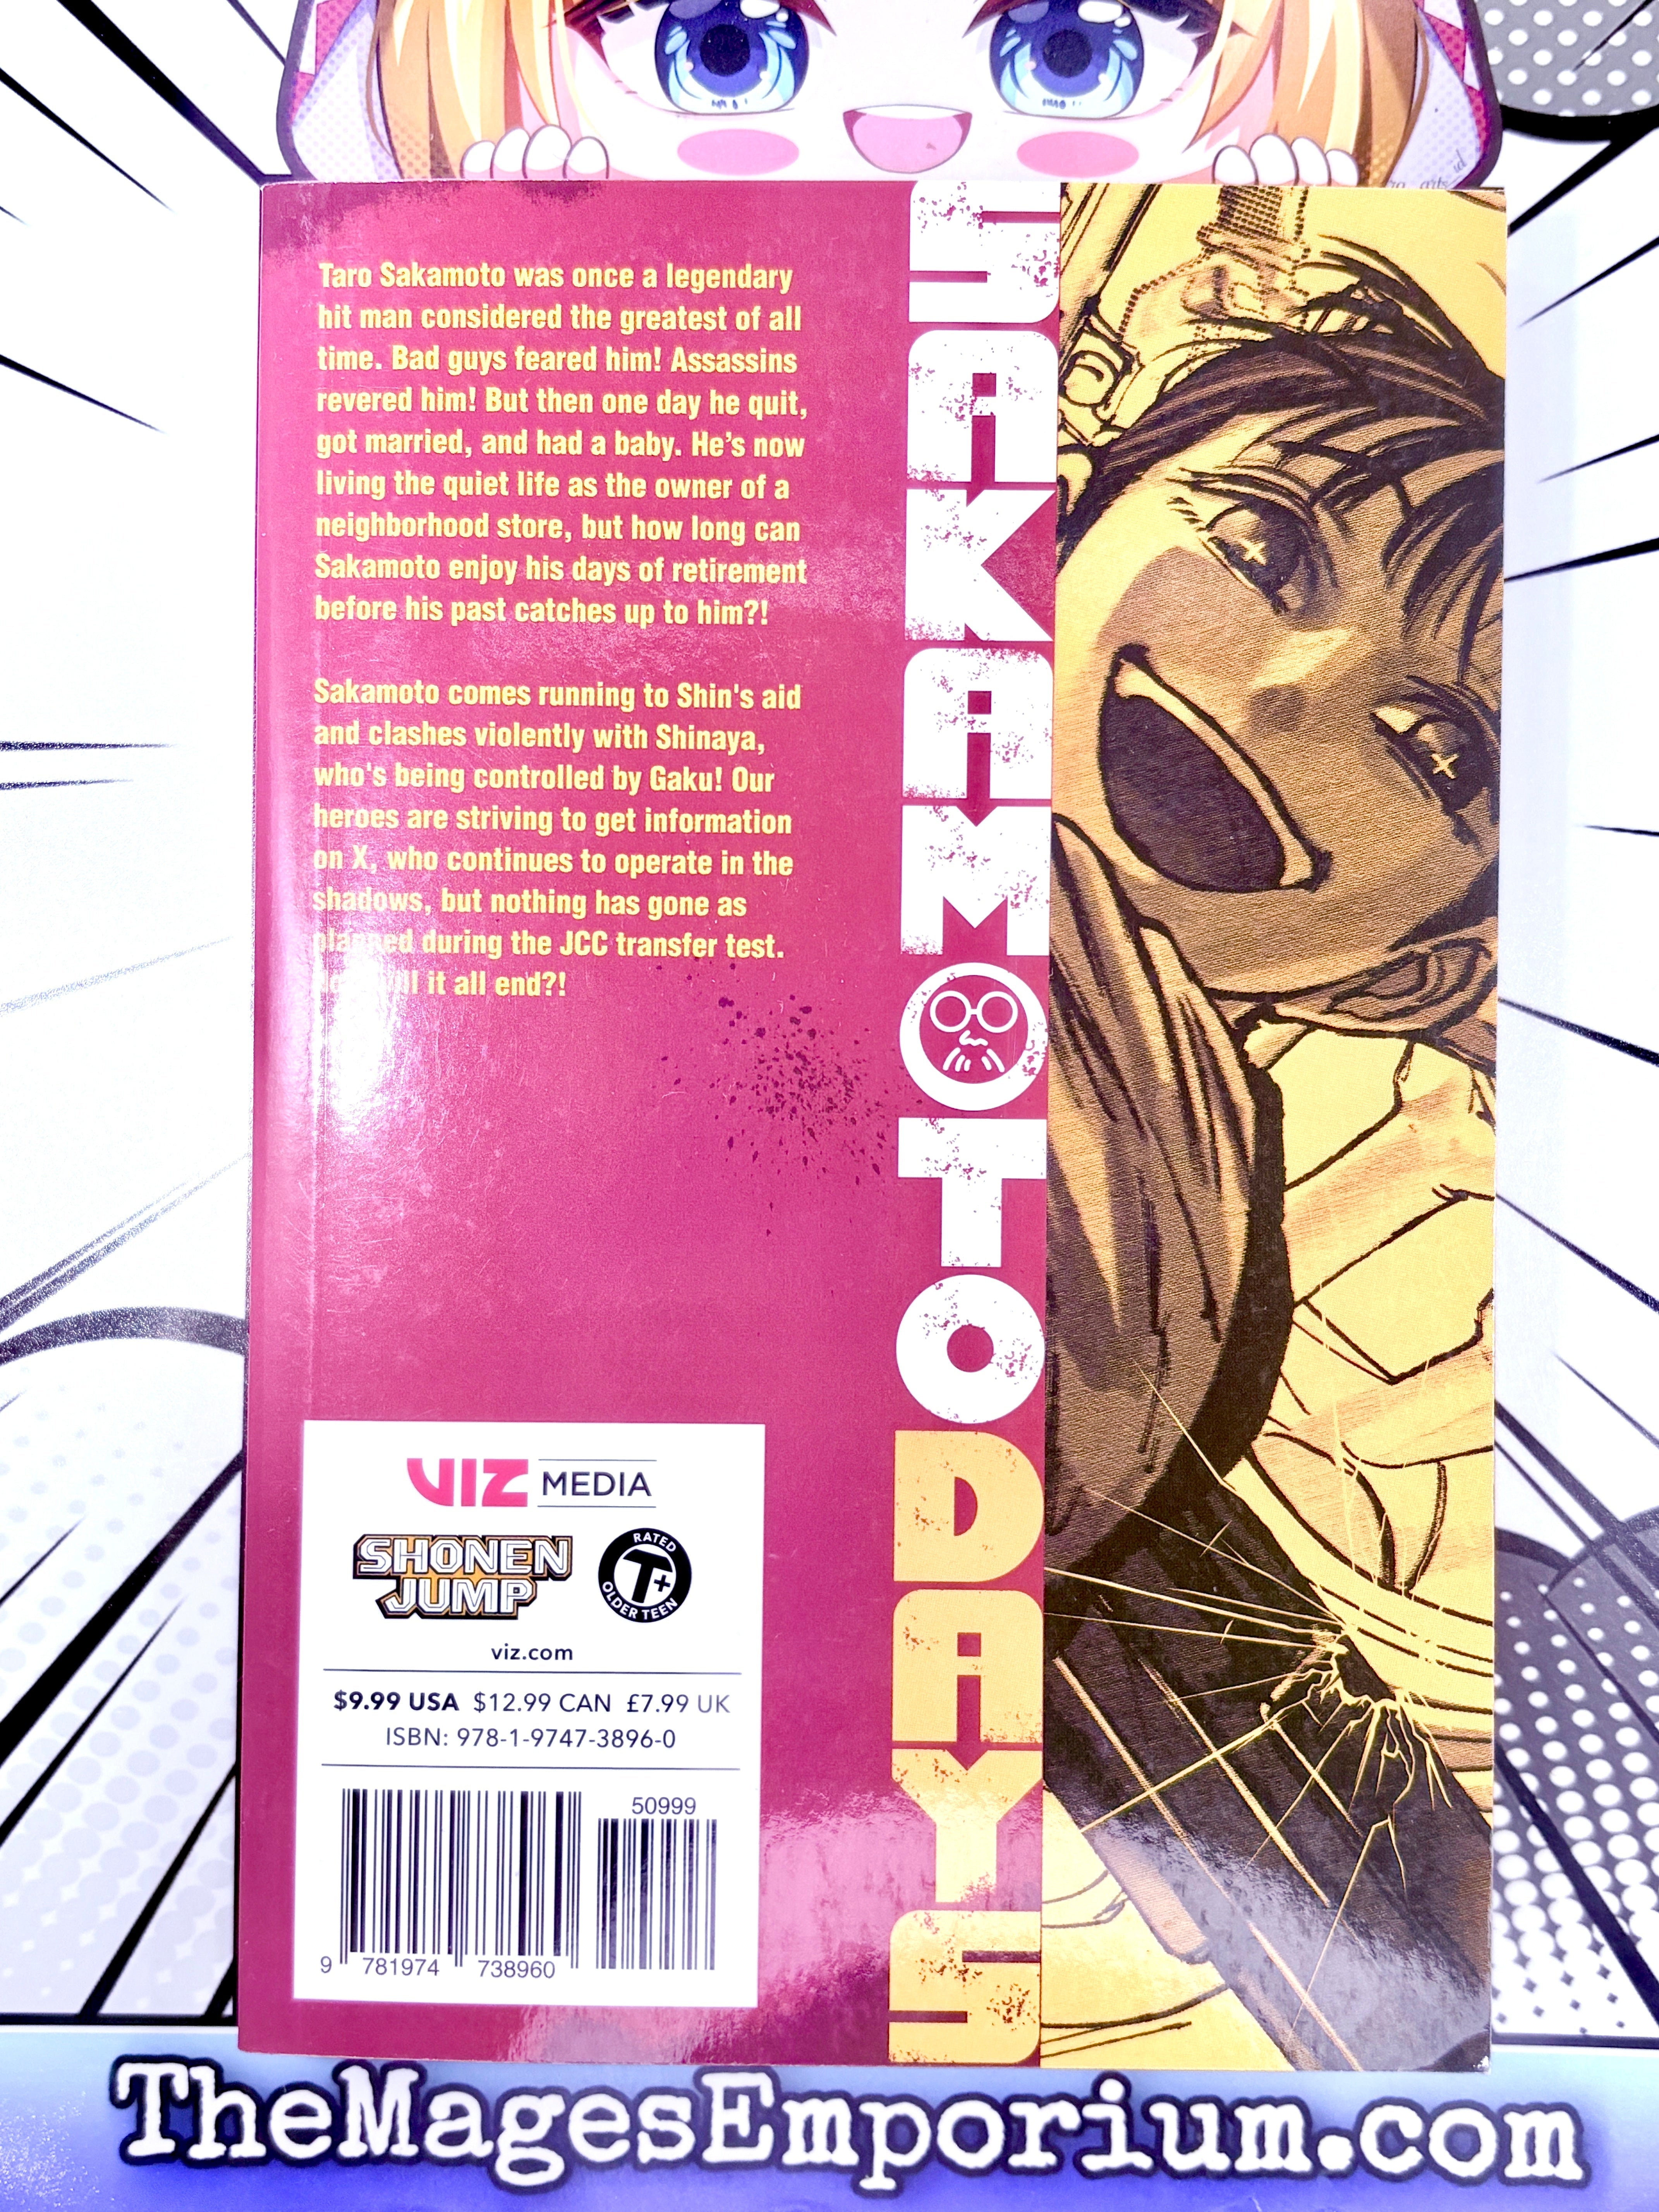 Taro Sakamoto was once a legendary
hit man considered the greatest of all
time. Bad guys feared him! Assassins
revered him! But then one day he quit,
got married, and had a baby. He's now
living the quiet life as the owner of a
neighborhood store, but how long can
Sakamoto enjoy his days of retirement
before his past catches up to him?!
Sakamoto comes running to Shin's aid
and clashes violently with Shinaya,
who's being controlled by Gaku! Our
heroes are striving to get information
on X, who continues to operate in the
shadows, but nothing has gone as
planned during the JCC transfer test.
will it all end?!
SAKAMOTO DAYS
VIZ MEDIA
SHONEN
JUMP
RATED
T+
OLDER TEEN
viz.com
$9.99 USA $12.99 CAN £7.99 UK
ISBN: 978-1-9747-3896-0
50999
9 781974 738960
TheMagesEmporium.com